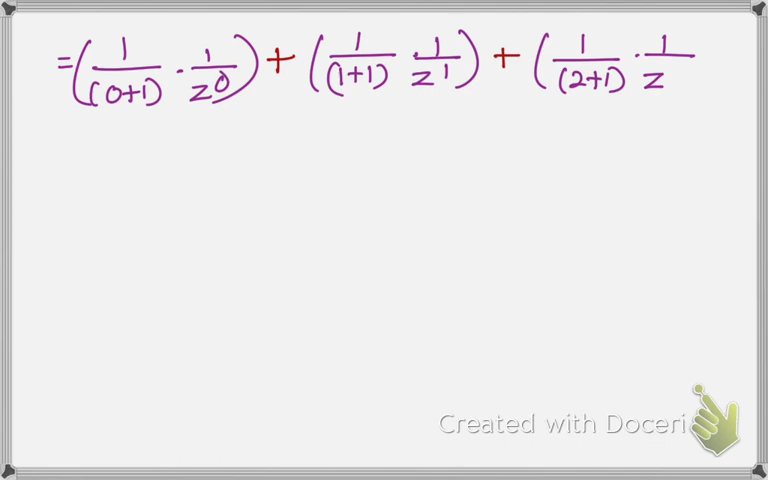 =(1/(0+1) · 1/z^0) + (1/(1+1) · 1/z^1) + (1/(2+1) · 1/z
Created with Doceri